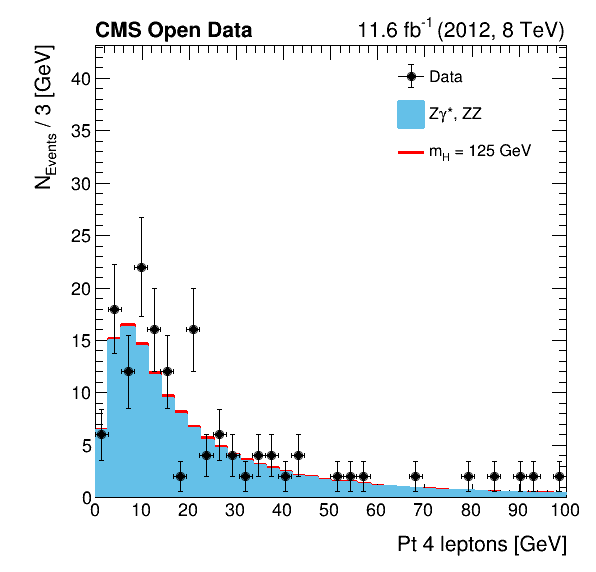 CMS Open Data 11.6 fb⁻¹ (2012, 8 TeV)
N_Events / 3 [GeV]
Data
Zγ*, ZZ
m_H = 125 GeV
40
35
30
25
20
15
10
5
0
0 10 20 30 40 50 60 70 80 90 100
Pt 4 leptons [GeV]